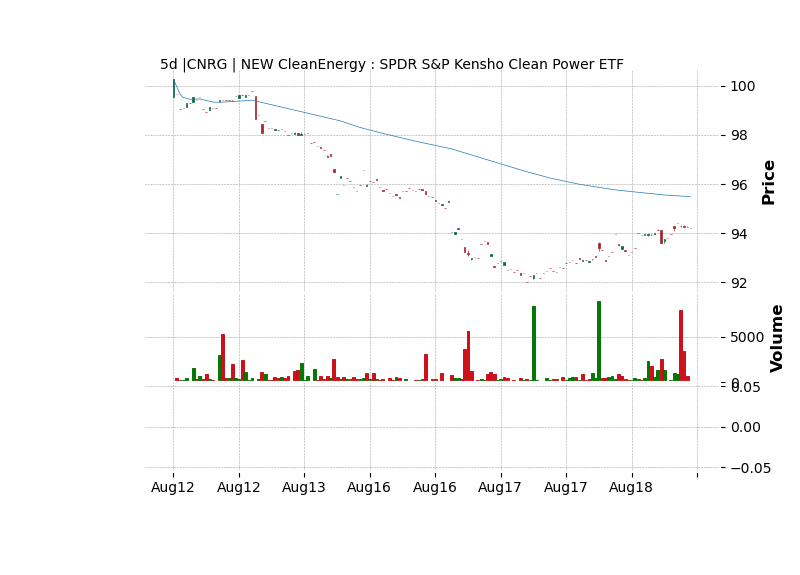 5d |CNRG | NEW CleanEnergy : SPDR S&P Kensho Clean Power ETF
100
98
96
94
92
Price
5000
0
Volume
0.05
0.00
−0.05
Aug12 Aug12 Aug13 Aug16 Aug16 Aug17 Aug17 Aug18